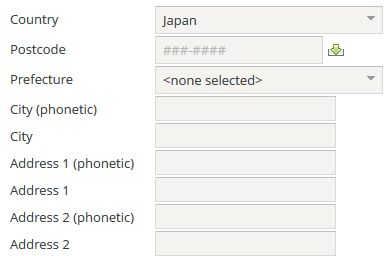 Country Japan
Postcode ###-####
Prefecture <none selected>
City (phonetic)
City
Address 1 (phonetic)
Address 1
Address 2 (phonetic)
Address 2